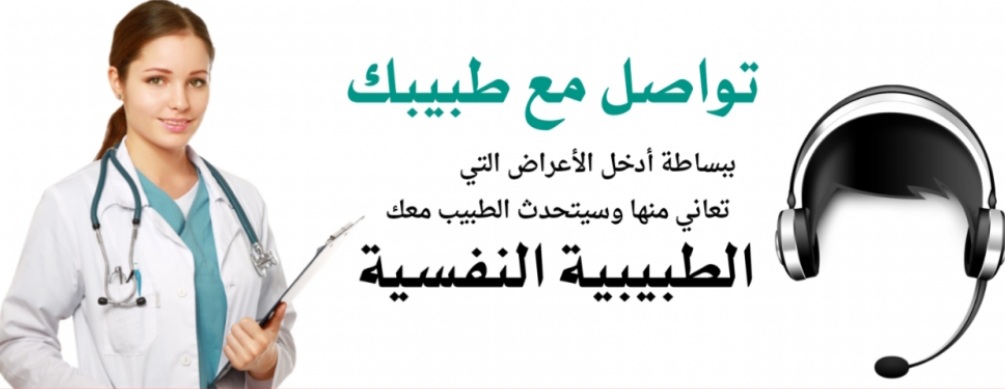 تواصل مع طبيبك
ببساطة أدخل الأعراض التي
تعاني منها وسيتحدث الطبيب معك
الطبيبية النفسية